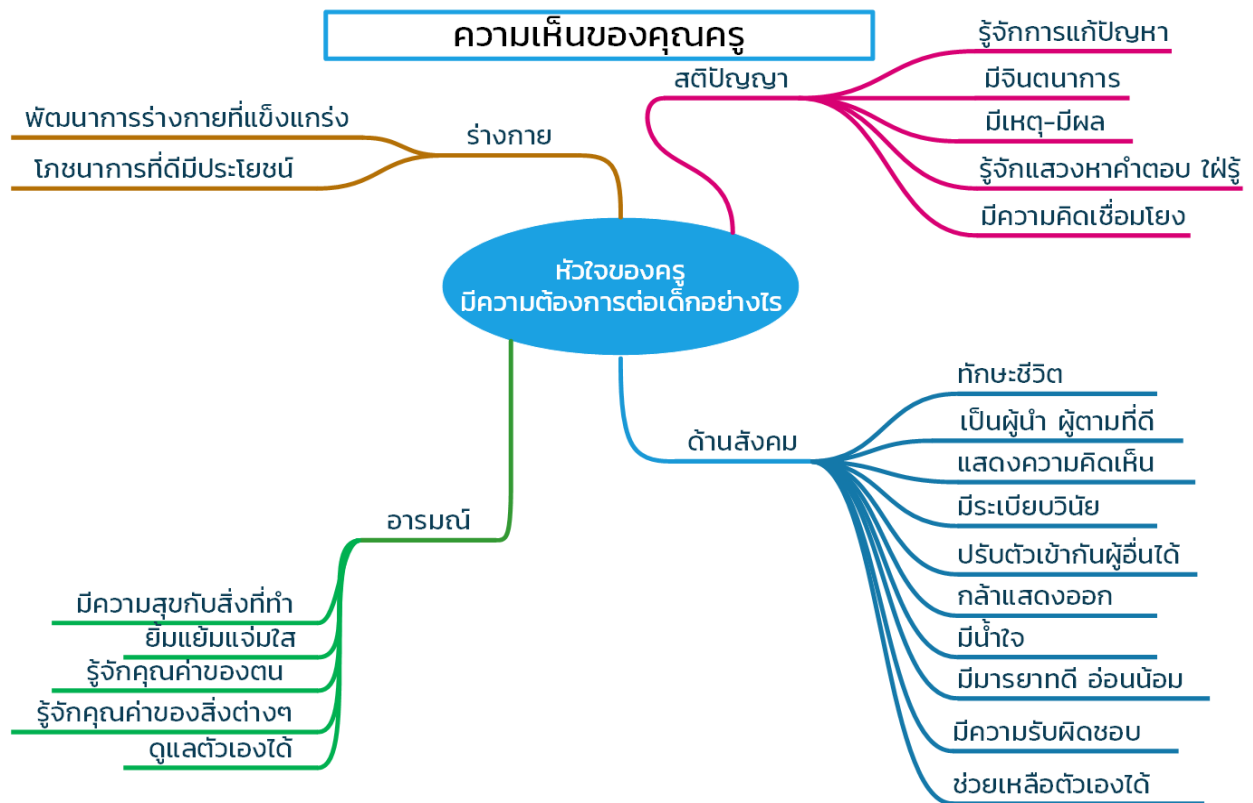 ความเห็นของคุณครู
สติปัญญา
รู้จักการแก้ปัญหา
มีจินตนาการ
มีเหตุ-มีผล
รู้จักแสวงหาคำตอบ ใฝ่รู้
มีความคิดเชื่อมโยง
ร่างกาย
พัฒนาการร่างกายที่แข็งแกร่ง
โภชนาการที่ดีมีประโยชน์
หัวใจของครู
มีความต้องการต่อเด็กอย่างไร
ด้านสังคม
ทักษะชีวิต
เป็นผู้นำ ผู้ตามที่ดี
แสดงความคิดเห็น
มีระเบียบวินัย
ปรับตัวเข้ากันผู้อื่นได้
กล้าแสดงออก
มีน้ำใจ
มีมารยาทดี อ่อนน้อม
มีความรับผิดชอบ
ช่วยเหลือตัวเองได้
อารมณ์
มีความสุขกับสิ่งที่ทำ
ยิ้มแย้มแจ่มใส
รู้จักคุณค่าของตน
รู้จักคุณค่าของสิ่งต่างๆ
ดูแลตัวเองได้